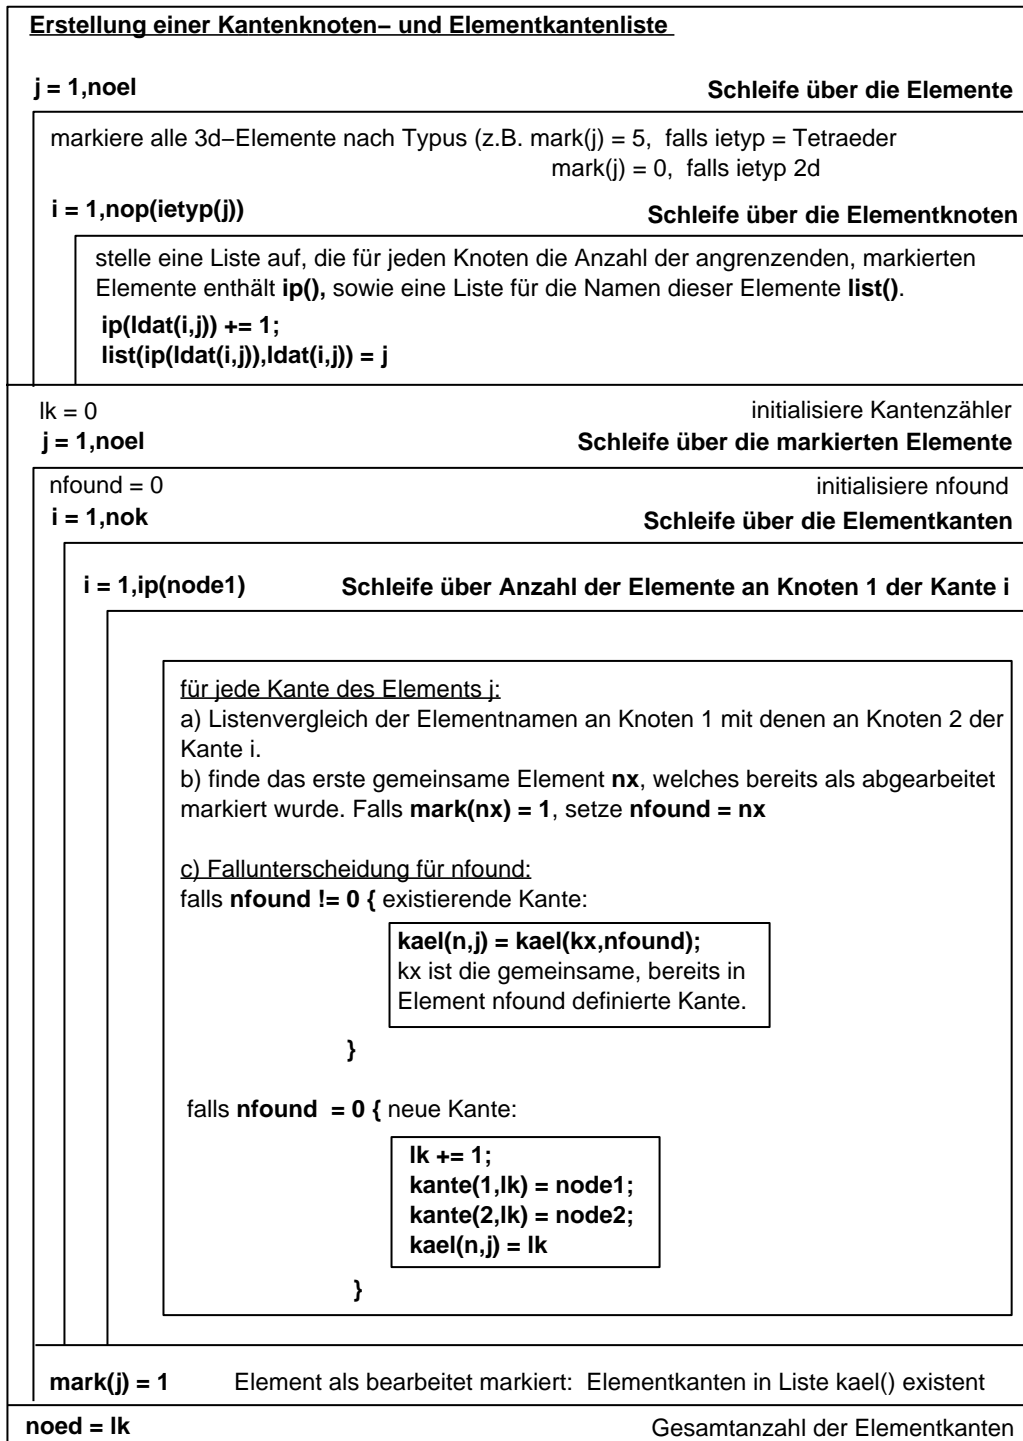 Erstellung einer Kantenknoten− und Elementkantenliste
j = 1,noel Schleife über die Elemente
markiere alle 3d−Elemente nach Typus (z.B. mark(j) = 5, falls ietyp = Tetraeder
mark(j) = 0, falls ietyp 2d
i = 1,nop(ietyp(j)) Schleife über die Elementknoten
stelle eine Liste auf, die für jeden Knoten die Anzahl der angrenzenden, markierten
Elemente enthält ip(), sowie eine Liste für die Namen dieser Elemente list().
ip(ldat(i,j)) += 1;
list(ip(ldat(i,j)),ldat(i,j)) = j
lk = 0 initialisiere Kantenzähler
j = 1,noel Schleife über die markierten Elemente
nfound = 0 initialisiere nfound
i = 1,nok Schleife über die Elementkanten
i = 1,ip(node1) Schleife über Anzahl der Elemente an Knoten 1 der Kante i
für jede Kante des Elements j:
a) Listenvergleich der Elementnamen an Knoten 1 mit denen an Knoten 2 der
Kante i.
b) finde das erste gemeinsame Element nx, welches bereits als abgearbeitet
markiert wurde. Falls mark(nx) = 1, setze nfound = nx
c) Fallunterscheidung für nfound:
falls nfound != 0 { existierende Kante:
kael(n,j) = kael(kx,nfound);
kx ist die gemeinsame, bereits in
Element nfound definierte Kante.
}
falls nfound = 0 { neue Kante:
lk += 1;
kante(1,lk) = node1;
kante(2,lk) = node2;
kael(n,j) = lk
}
mark(j) = 1 Element als bearbeitet markiert: Elementkanten in Liste kael() existent
noed = lk Gesamtanzahl der Elementkanten